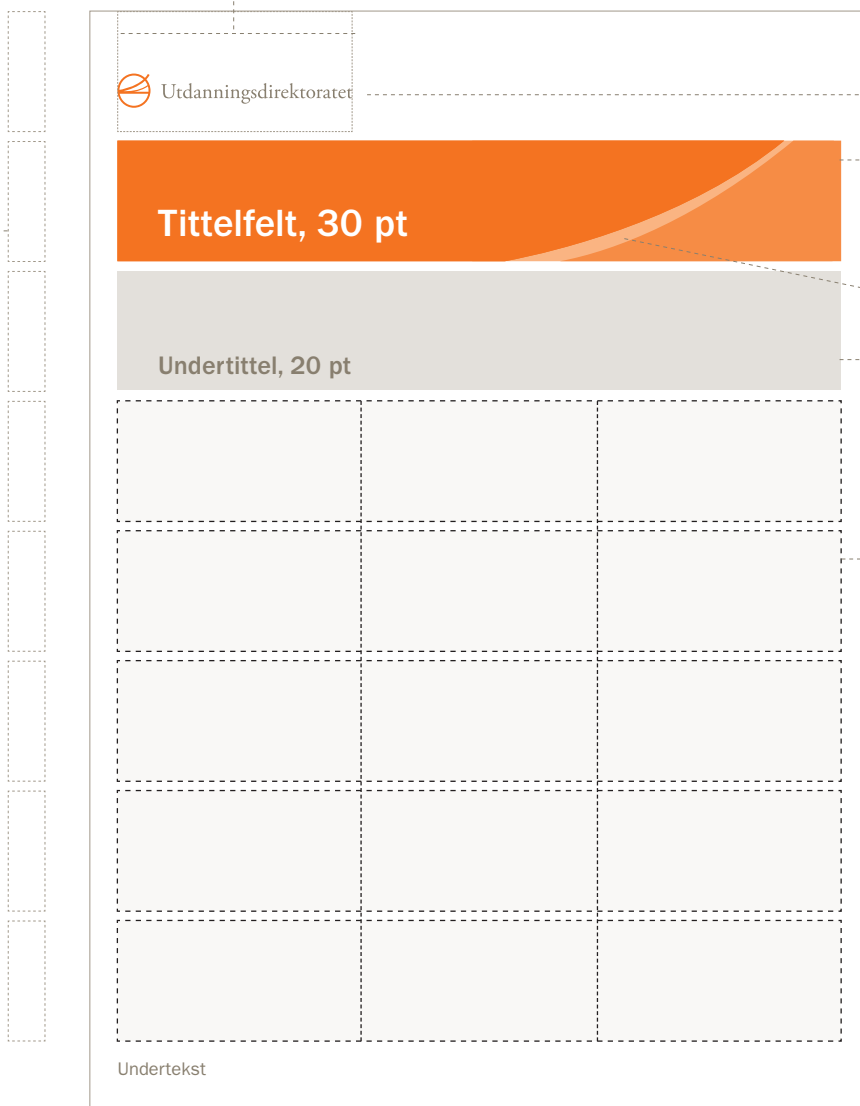 Utdanningsdirektoratet
Tittelfelt, 30 pt
Undertittel, 20 pt
Undertekst